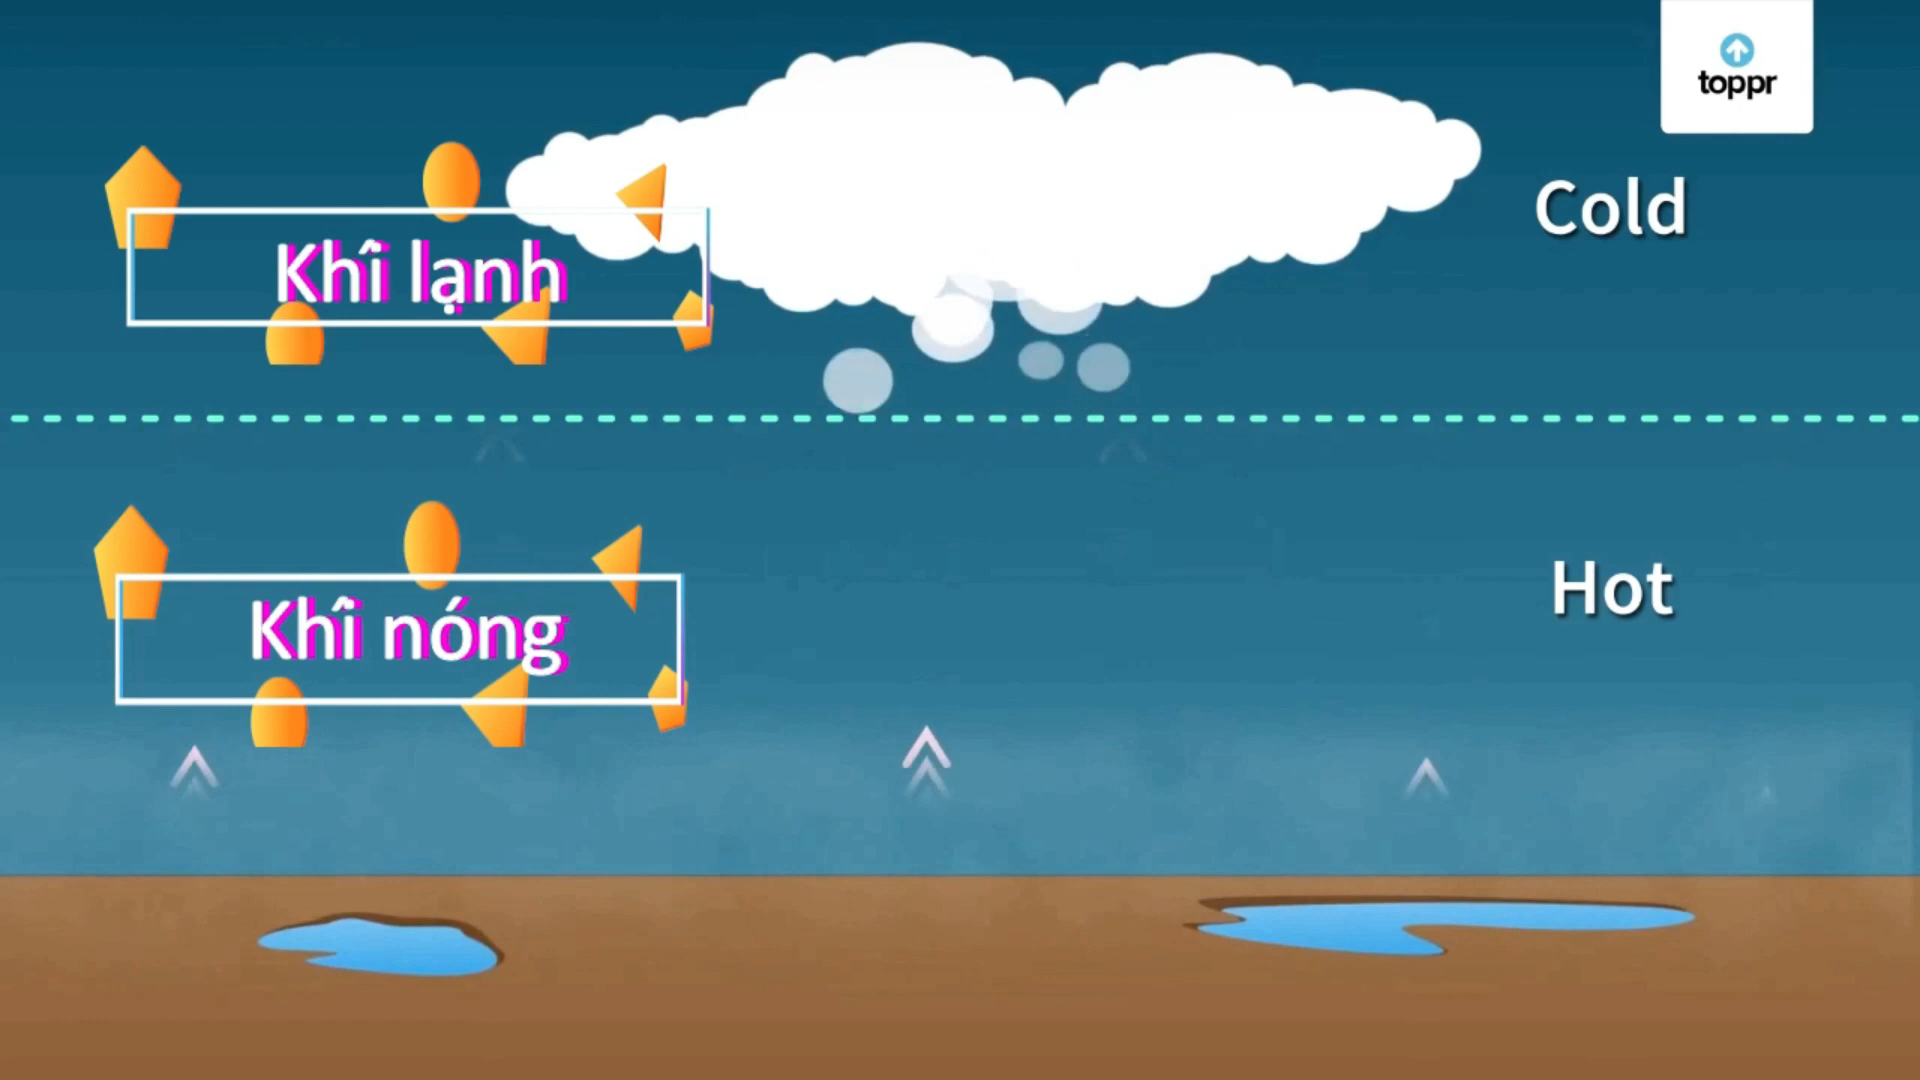 toppr
Cold
Khí lạnh
Khí nóng
Hot